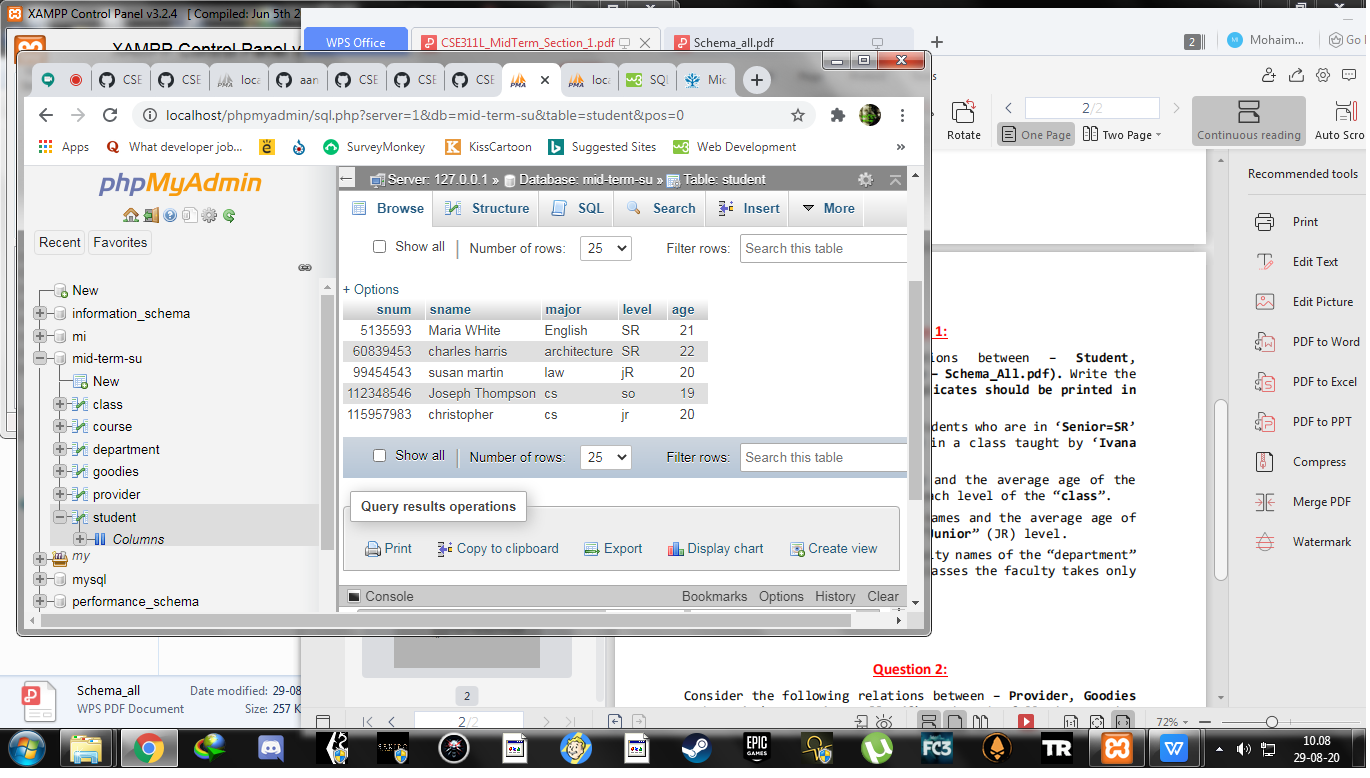 XAMPP Control Panel v3.2.4 [ Compiled: Jun 5th 2
XAMPP Control Panel v
WPS Office
CSE311L_MidTerm_Section_1.pdf
Schema_all.pdf
2
Mohaim...
Go
CSE
CSE
loca
aan
CSE
CSE
CSE
PMA
loca
SQL
Mic
localhost/phpmyadmin/sql.php?server=1&db=mid-term-su&table=student&pos=0
Apps
What developer job...
SurveyMonkey
KissCartoon
Suggested Sites
Web Development
»
Rotate
2/2
One Page
Two Page
Continuous reading
Auto Scro
phpMyAdmin
Recent
Favorites
New
information_schema
mi
mid-term-su
New
class
course
department
goodies
provider
student
Columns
my
mysql
performance_schema
Server: 127.0.0.1 » Database: mid-term-su » Table: student
Browse
Structure
SQL
Search
Insert
More
Show all
Number of rows:
25
Filter rows:
Search this table
+ Options
snum sname major level age
5135593 Maria WHite English SR 21
60839453 charles harris architecture SR 22
99454543 susan martin law jR 20
112348546 Joseph Thompson cs so 19
115957983 christopher cs jr 20
Show all
Number of rows:
25
Filter rows:
Search this table
Query results operations
Print
Copy to clipboard
Export
Display chart
Create view
Console
Bookmarks
Options
History
Clear
1:
ions between – Student,
– Schema_All.pdf). Write the
icates should be printed in
dents who are in ‘Senior=SR’
in a class taught by ‘Ivana
and the average age of the
ch level of the “class”.
ames and the average age of
unior” (JR) level.
lty names of the “department”
asses the faculty takes only
Question 2:
Consider the following relations between – Provider, Goodies
Recommended tools
Print
Edit Text
Edit Picture
PDF to Word
PDF to Excel
PDF to PPT
Compress
Merge PDF
Watermark
Schema_all
WPS PDF Document
Date modified: 29-08
Size: 257 K
2
2/2
72%
EPIC GAMES
FC3
TR
10.08
29-08-20